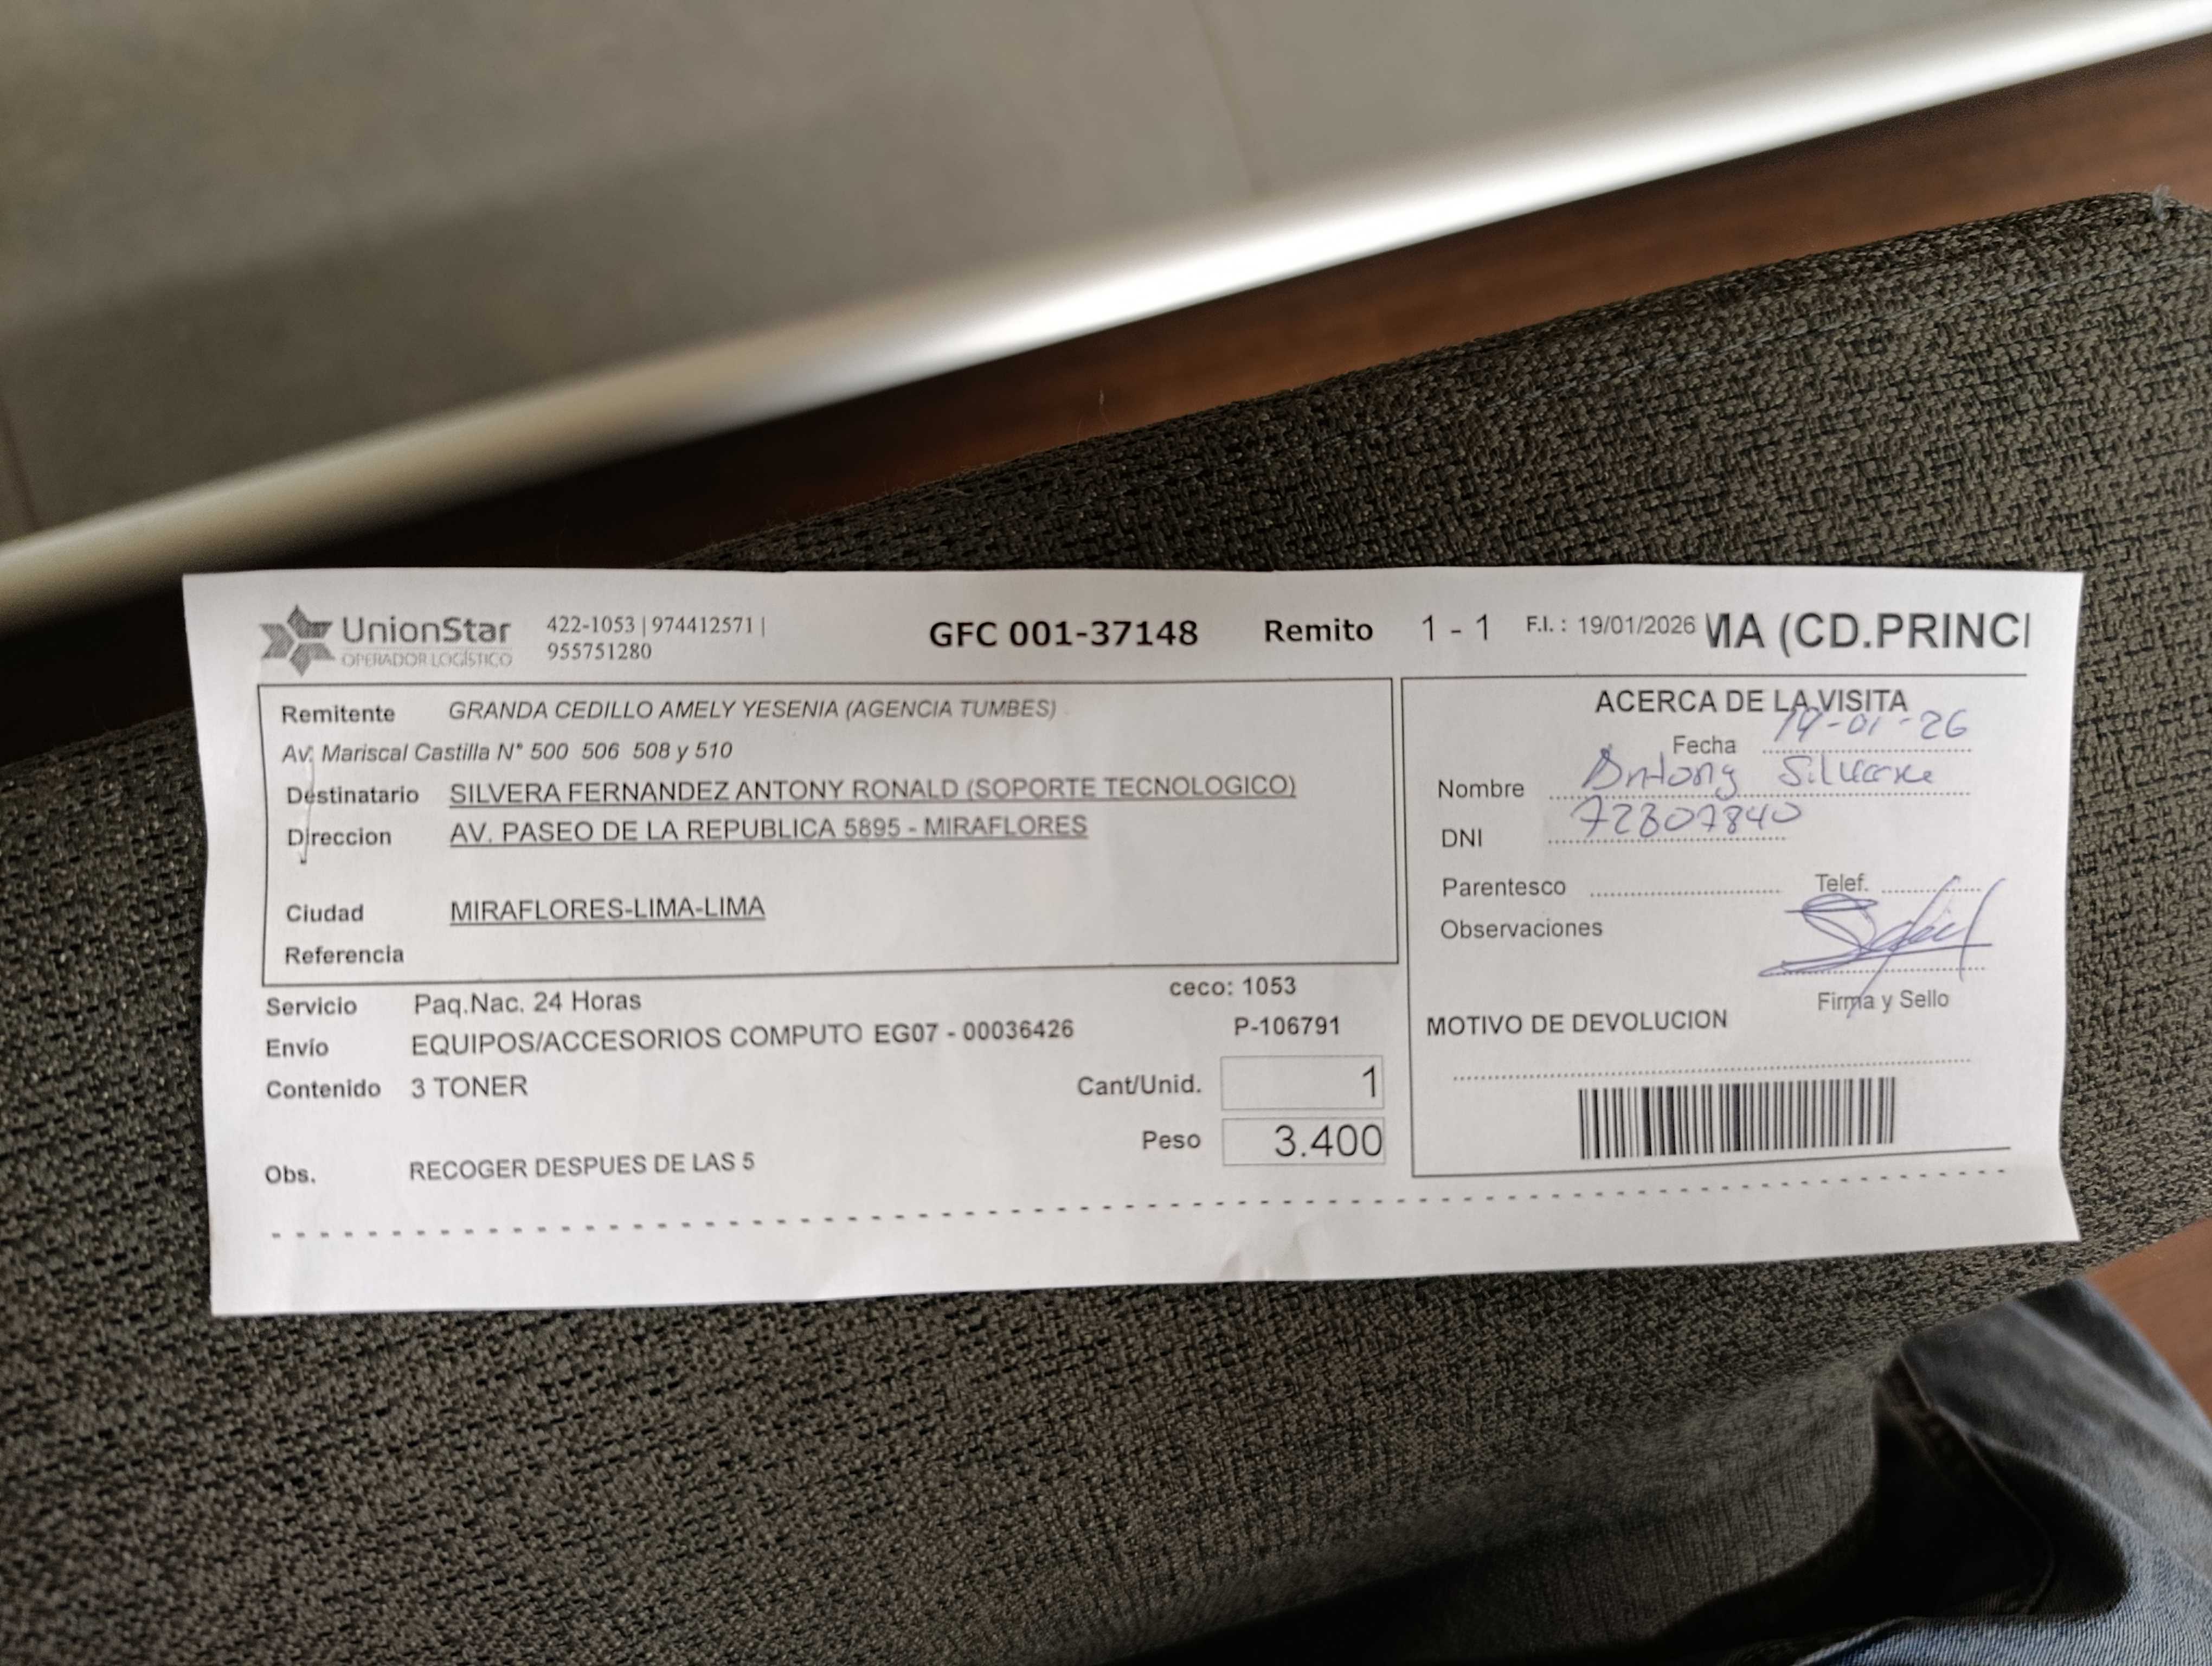 UnionStar
OPERADOR LOGÍSTICO
422-1053 | 974412571 |
955751280
GFC 001-37148 Remito 1 - 1 F.I. : 19/01/2026 MA (CD.PRINCI
Remitente GRANDA CEDILLO AMELY YESENIA (AGENCIA TUMBES)
Av. Mariscal Castilla N° 500 506 508 y 510
Destinatario SILVERA FERNANDEZ ANTONY RONALD (SOPORTE TECNOLOGICO)
Direccion AV. PASEO DE LA REPUBLICA 5895 - MIRAFLORES
Ciudad MIRAFLORES-LIMA-LIMA
Referencia
Servicio Paq.Nac. 24 Horas ceco: 1053
Envío EQUIPOS/ACCESORIOS COMPUTO EG07 - 00036426 P-106791
Contenido 3 TONER Cant/Unid. 1
Peso 3.400
Obs. RECOGER DESPUES DE LAS 5
ACERCA DE LA VISITA
Fecha 19-01-26
Nombre Antony
DNI 72807840
Parentesco Telef.
Observaciones
Firma y Sello
MOTIVO DE DEVOLUCION